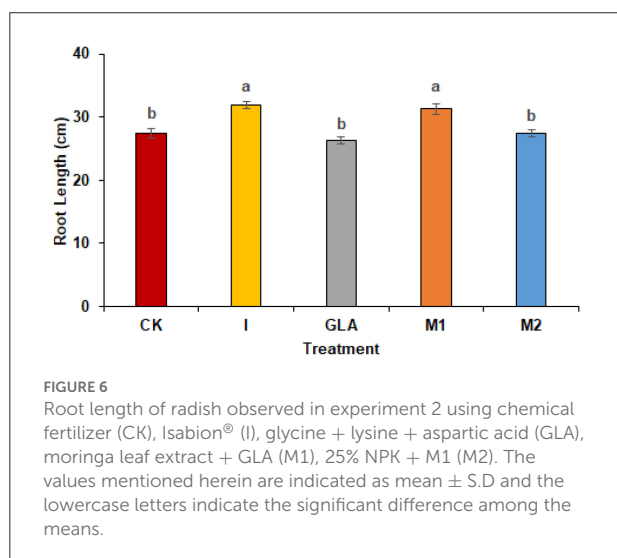 40
30
20
10
0
Root Length (cm)
b
a
b
a
b
CK I GLA M1 M2
Treatment
FIGURE 6
Root length of radish observed in experiment 2 using chemical
fertilizer (CK), Isabion® (I), glycine + lysine + aspartic acid (GLA),
moringa leaf extract + GLA (M1), 25% NPK + M1 (M2). The
values mentioned herein are indicated as mean ± S.D and the
lowercase letters indicate the significant difference among the
means.